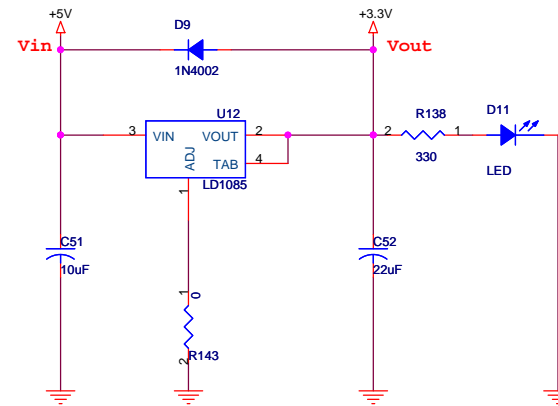 +5V
D9
+3.3V
Vin
Vout
1N4002
U12
R138
D11
3
VIN
VOUT
2
2
1
ADJ
TAB
4
330
LED
1
LD1085
C51
C52
10uF
22uF
1
0
2
R143